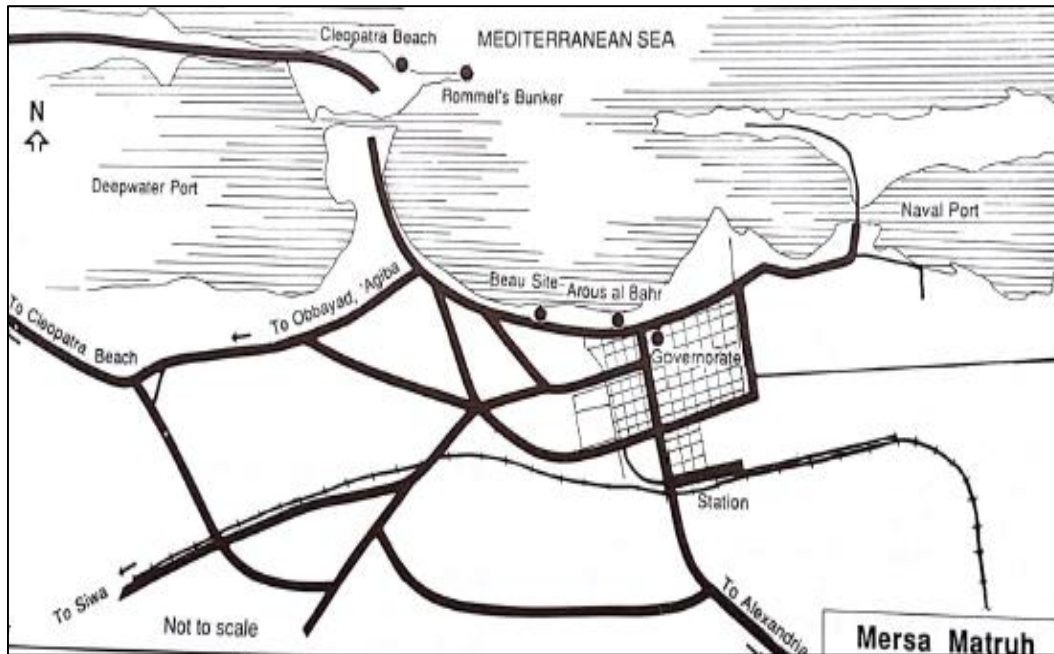 Cleopatra Beach
MEDITERRANEAN SEA
Rommel's Bunker
N
Deepwater Port
Naval Port
Beau Site
Arous al Bahr
To Obbayad, 'Agiba
To Cleopatra Beach
Governorate
Station
To Siwa
Not to scale
To Alexandria
Mersa Matruh